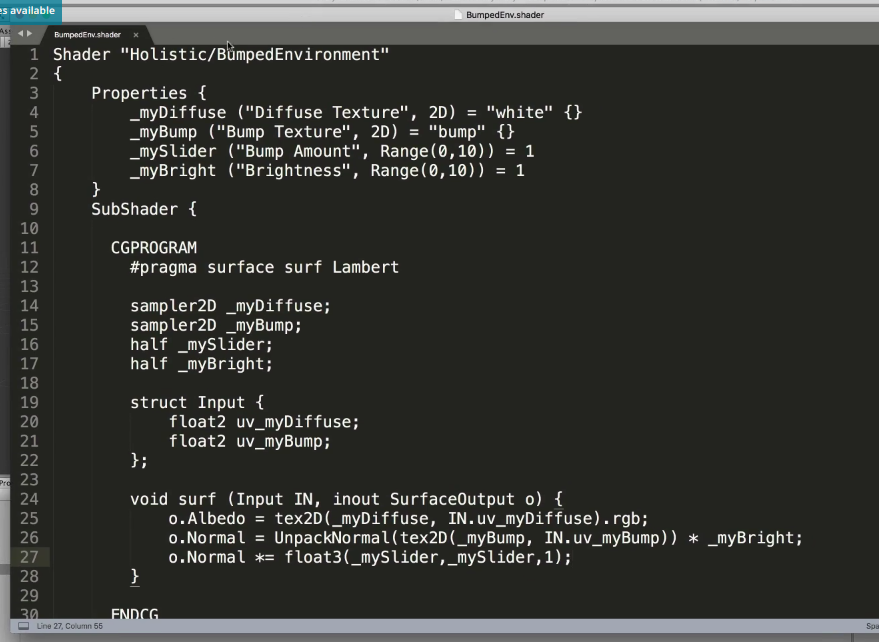 es available
BumpedEnv.shader
Ass
BumpedEnv.shader ×
1 Shader "Holistic/BumpedEnvironment"
2 {
3 Properties {
4 _myDiffuse ("Diffuse Texture", 2D) = "white" {}
5 _myBump ("Bump Texture", 2D) = "bump" {}
6 _mySlider ("Bump Amount", Range(0,10)) = 1
7 _myBright ("Brightness", Range(0,10)) = 1
8 }
9 SubShader {
10
11 CGPROGRAM
12 #pragma surface surf Lambert
13
14 sampler2D _myDiffuse;
15 sampler2D _myBump;
16 half _mySlider;
17 half _myBright;
18
19 struct Input {
20 float2 uv_myDiffuse;
21 float2 uv_myBump;
22 };
23
24 void surf (Input IN, inout SurfaceOutput o) {
25 o.Albedo = tex2D(_myDiffuse, IN.uv_myDiffuse).rgb;
26 o.Normal = UnpackNormal(tex2D(_myBump, IN.uv_myBump)) * _myBright;
27 o.Normal *= float3(_mySlider,_mySlider,1);
28 }
29
30 ENDCG
Pro
Line 27, Column 55
Spa